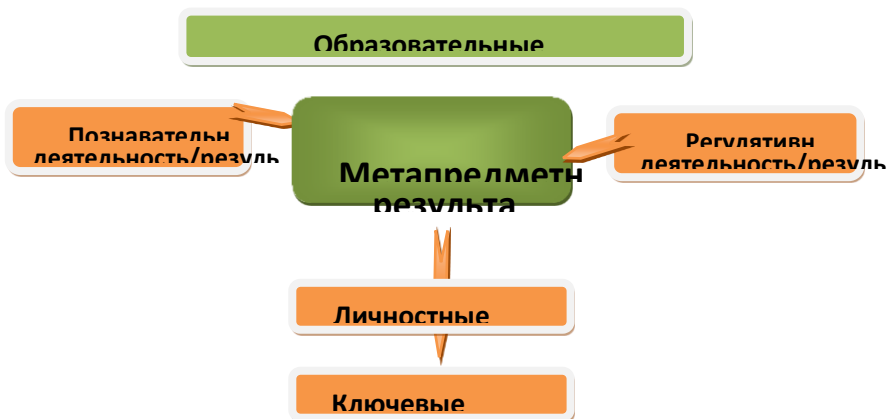 Образовательные
Познавательн
деятельность/резуль
Метапредметн
результа
Регулятивн
деятельность/резуль
Личностные
Ключевые